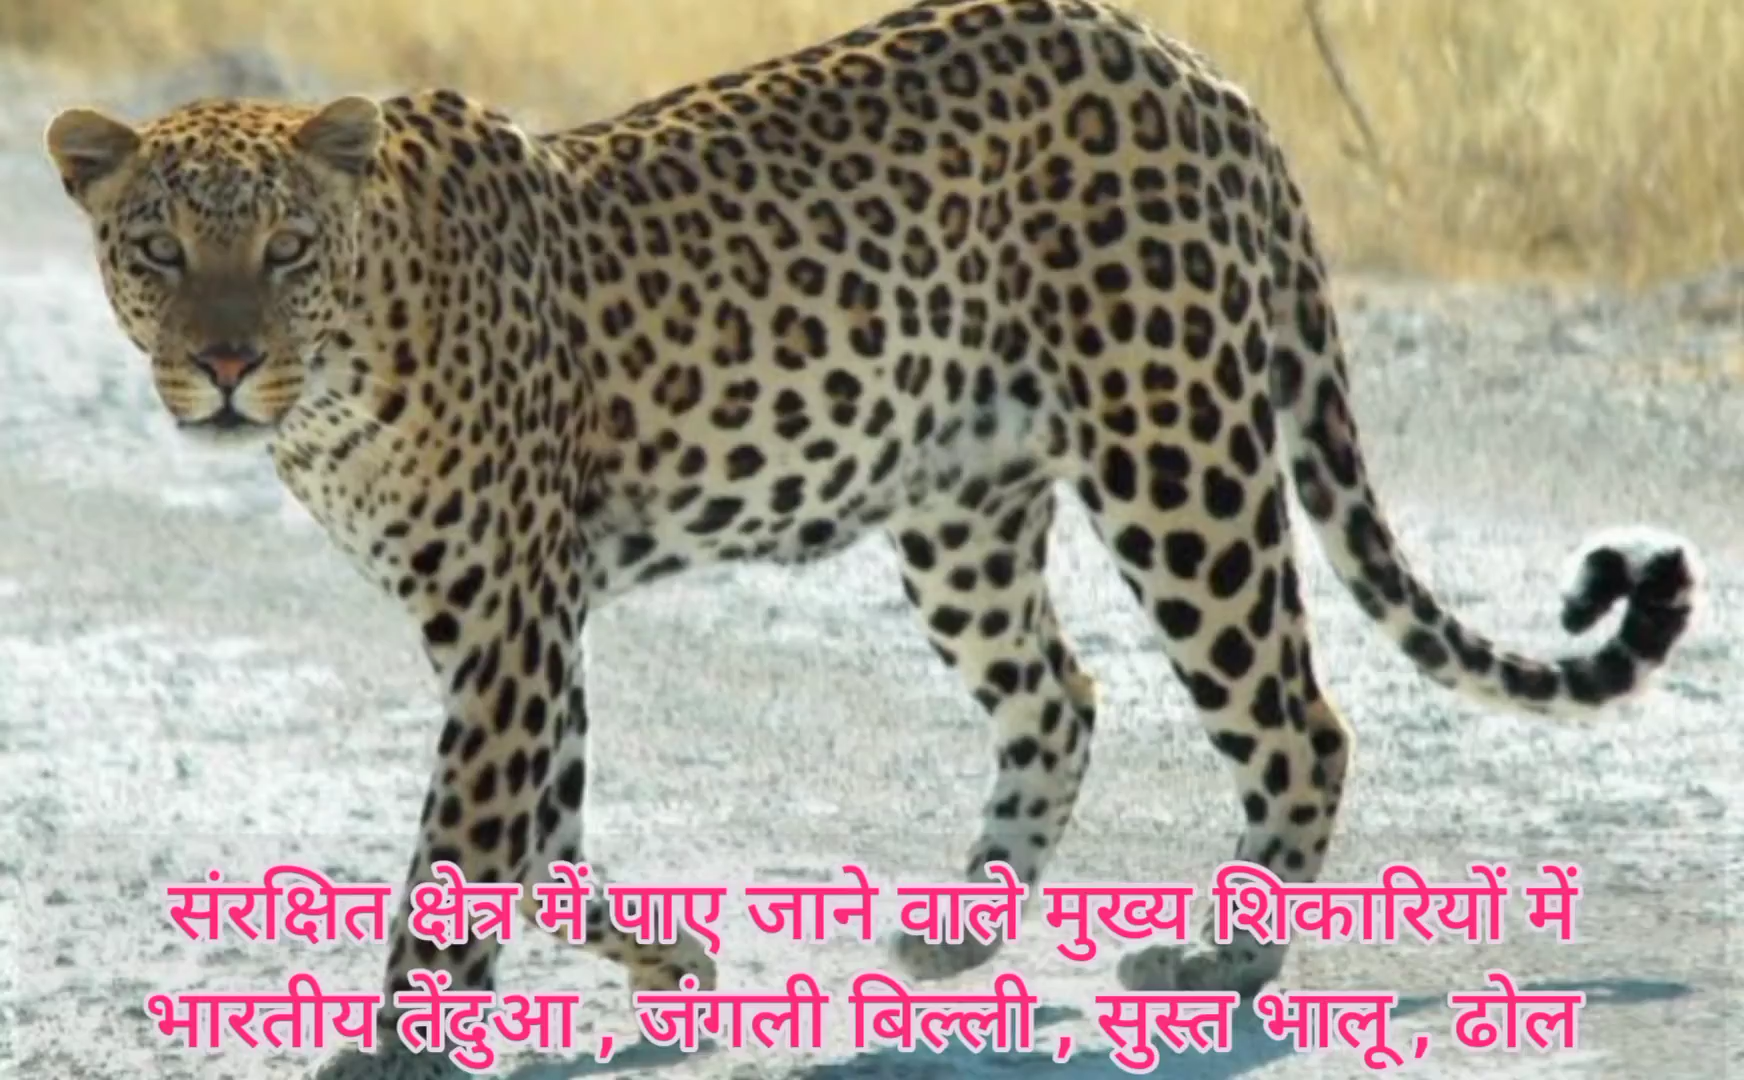 संरक्षित क्षेत्र में पाए जाने वाले मुख्य शिकारियों में
भारतीय तेंदुआ , जंगली बिल्ली , सुस्त भालू , ढोल